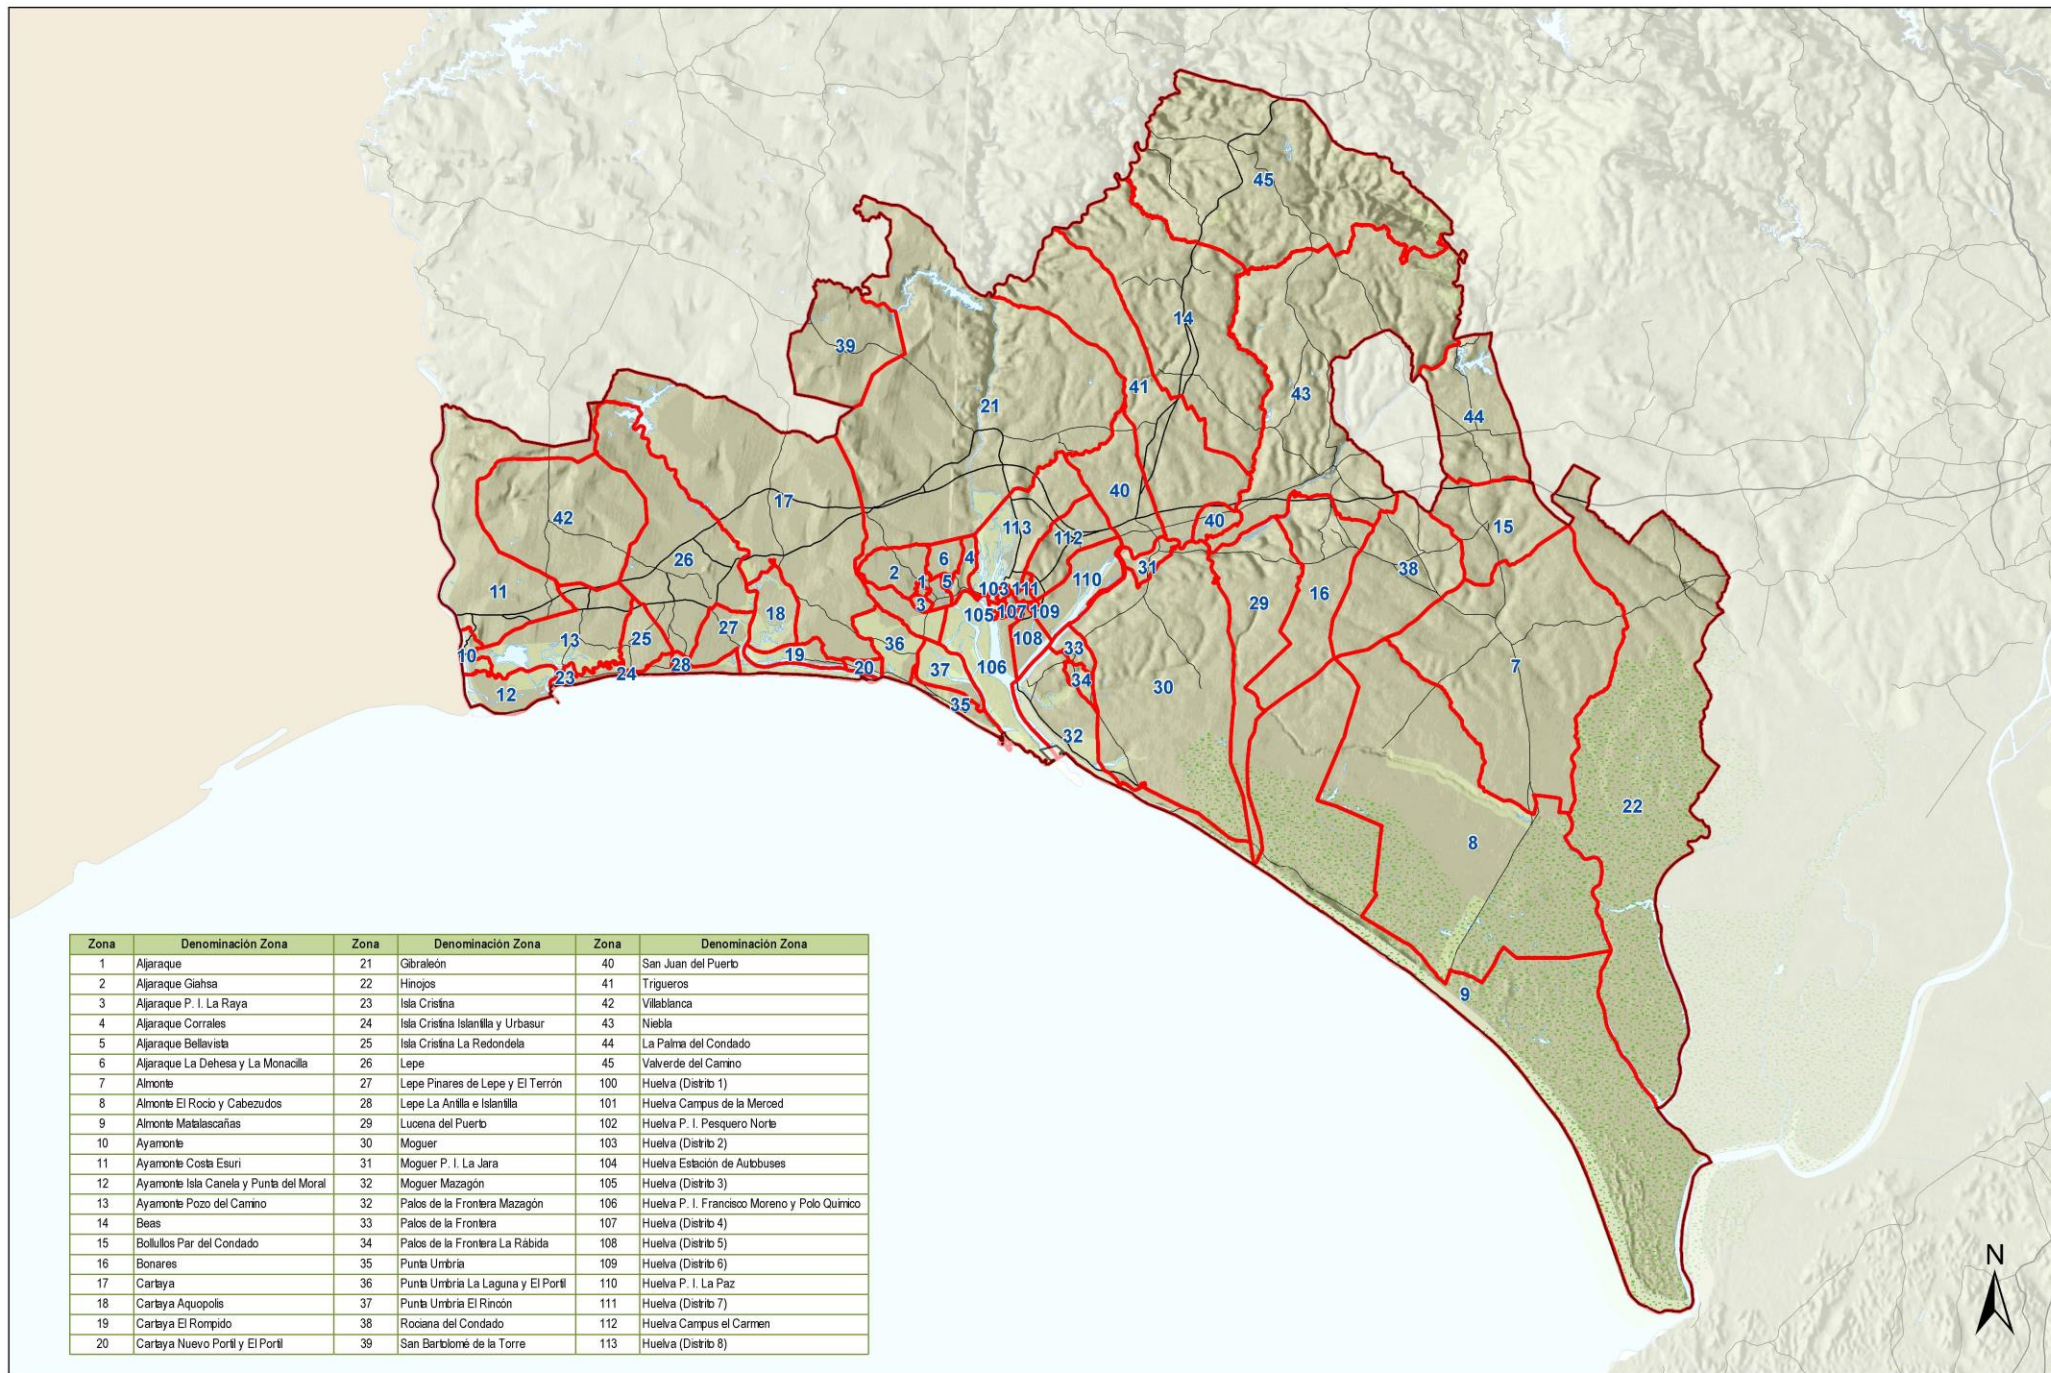 45
14
39
41
43
21
44
17
40
42
113
40
15
112
26
6
4
31
38
2
110
1
5
11
103
111
16
29
3
105
107
109
18
27
13
25
108
36
33
19
10
28
20
7
37
106
24
23
34
30
12
35
32
22
8
9
N
Zona Denominación Zona Zona Denominación Zona Zona Denominación Zona
1 Aljaraque 21 Gibraleón 40 San Juan del Puerto
2 Aljaraque Giahsa 22 Hinojos 41 Trigueros
3 Aljaraque P. I. La Raya 23 Isla Cristina 42 Villablanca
4 Aljaraque Corrales 24 Isla Cristina Islantilla y Urbasur 43 Niebla
5 Aljaraque Bellavista 25 Isla Cristina La Redondela 44 La Palma del Condado
6 Aljaraque La Dehesa y La Monacilla 26 Lepe 45 Valverde del Camino
7 Almonte 27 Lepe Pinares de Lepe y El Terrón 100 Huelva (Distrito 1)
8 Almonte El Rocío y Cabezudos 28 Lepe La Antilla e Islantilla 101 Huelva Campus de la Merced
9 Almonte Matalascañas 29 Lucena del Puerto 102 Huelva P. I. Pesquero Norte
10 Ayamonte 30 Moguer 103 Huelva (Distrito 2)
11 Ayamonte Costa Esuri 31 Moguer P. I. La Jara 104 Huelva Estación de Autobuses
12 Ayamonte Isla Canela y Punta del Moral 32 Moguer Mazagón 105 Huelva (Distrito 3)
13 Ayamonte Pozo del Camino 32 Palos de la Frontera Mazagón 106 Huelva P. I. Francisco Moreno y Polo Químico
14 Beas 33 Palos de la Frontera 107 Huelva (Distrito 4)
15 Bollullos Par del Condado 34 Palos de la Frontera La Rábida 108 Huelva (Distrito 5)
16 Bonares 35 Punta Umbría 109 Huelva (Distrito 6)
17 Cartaya 36 Punta Umbría La Laguna y El Portil 110 Huelva P. I. La Paz
18 Cartaya Aquopolis 37 Punta Umbría El Rincón 111 Huelva (Distrito 7)
19 Cartaya El Rompido 38 Rociana del Condado 112 Huelva Campus el Carmen
20 Cartaya Nuevo Portil y El Portil 39 San Bartolomé de la Torre 113 Huelva (Distrito 8)